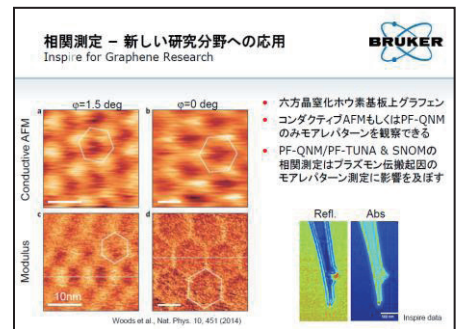 相関測定 – 新しい研究分野への応用
Inspire for Graphene Research
BRUKER
φ=1.5 deg
φ=0 deg
a
b
Conductive AFM
c
d
Modulus
10nm
Woods et al., Nat. Phys. 10, 451 (2014)
• 六方晶窒化ホウ素基板上グラフェン
• コンダクティブAFMもしくはPF-QNM
のみモアレパターンを観察できる
• PF-QNM/PF-TUNA & SNOMの
相関測定はプラズモン伝搬起因の
モアレパターン測定に影響を及ぼす
Refl.
Abs
Inspire data